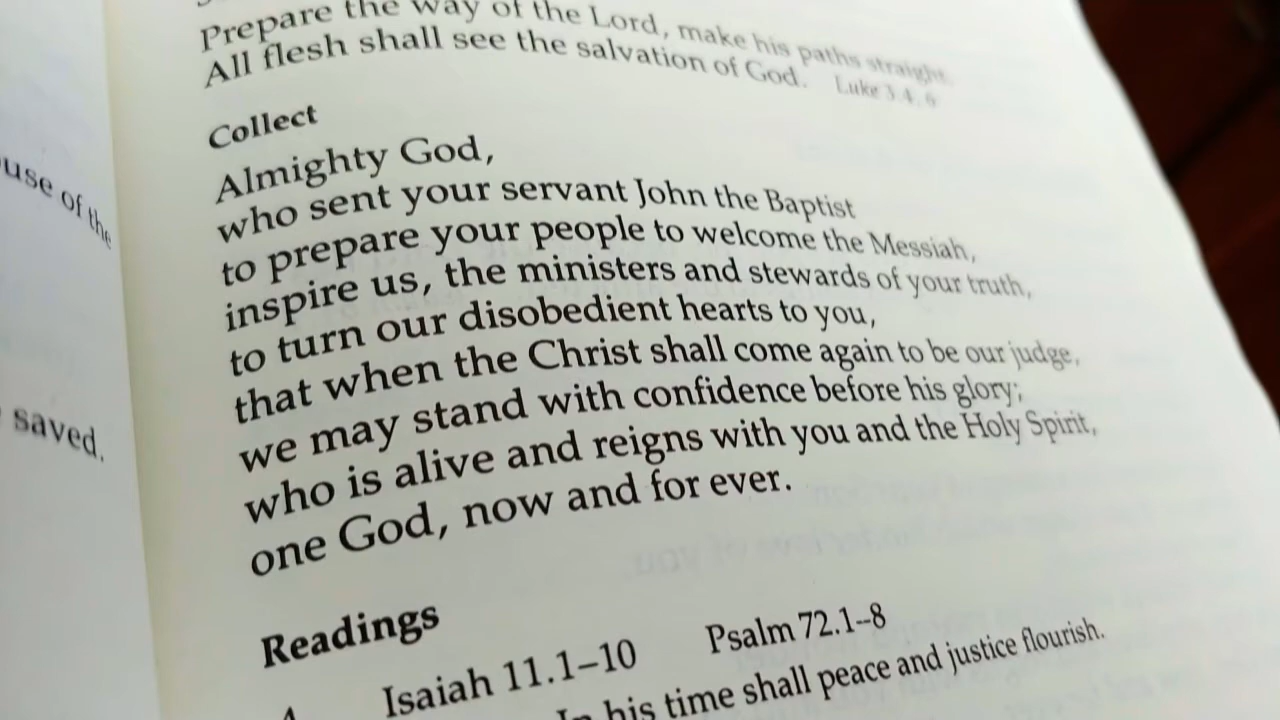 Prepare the way of the Lord, make his paths straight.
All flesh shall see the salvation of God. Luke 3.4, 6
Collect
Almighty God,
who sent your servant John the Baptist
to prepare your people to welcome the Messiah,
inspire us, the ministers and stewards of your truth,
to turn our disobedient hearts to you,
that when the Christ shall come again to be our judge,
we may stand with confidence before his glory;
who is alive and reigns with you and the Holy Spirit,
one God, now and for ever.
Readings
Isaiah 11.1–10 Psalm 72.1–8
In his time shall peace and justice flourish.
of the
saved.